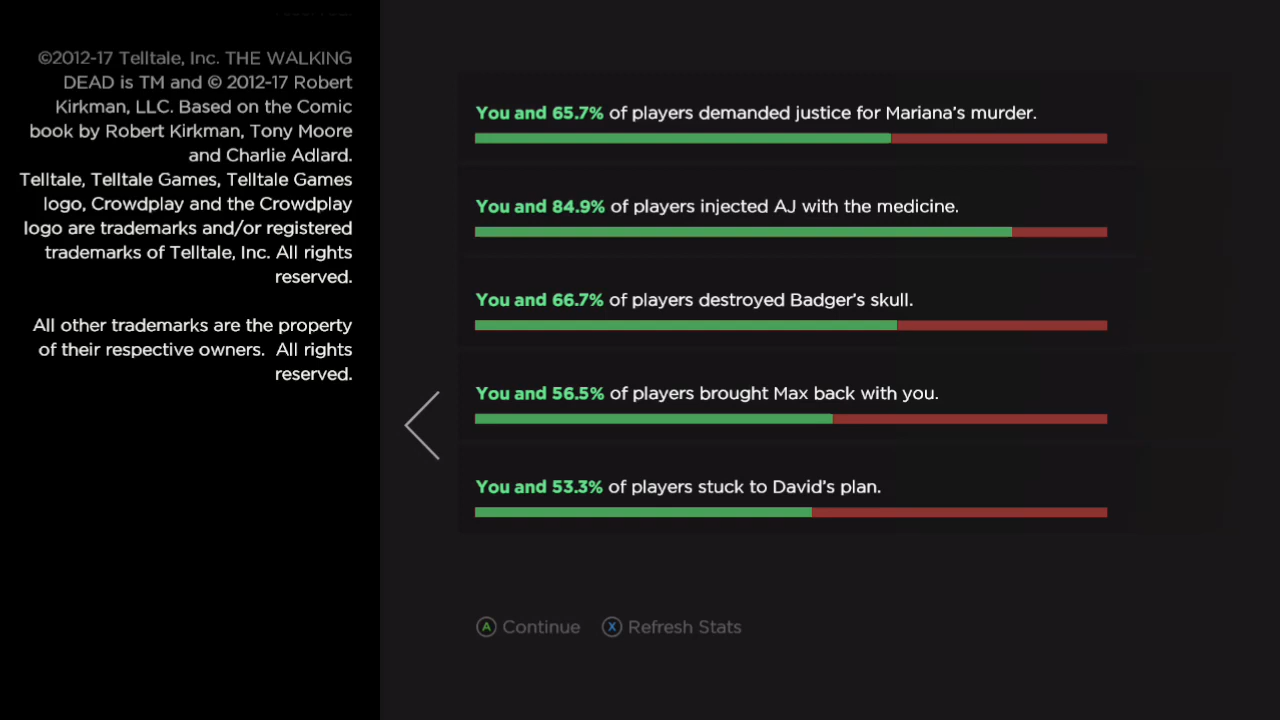 ©2012-17 Telltale, Inc. THE WALKING
DEAD is TM and © 2012-17 Robert
Kirkman, LLC. Based on the Comic
book by Robert Kirkman, Tony Moore
and Charlie Adlard.
Telltale, Telltale Games, Telltale Games
logo, Crowdplay and the Crowdplay
logo are trademarks and/or registered
trademarks of Telltale, Inc. All rights
reserved.
All other trademarks are the property
of their respective owners.  All rights
reserved.
You and 65.7% of players demanded justice for Mariana's murder.
You and 84.9% of players injected AJ with the medicine.
You and 66.7% of players destroyed Badger's skull.
You and 56.5% of players brought Max back with you.
You and 53.3% of players stuck to David's plan.
A Continue X Refresh Stats